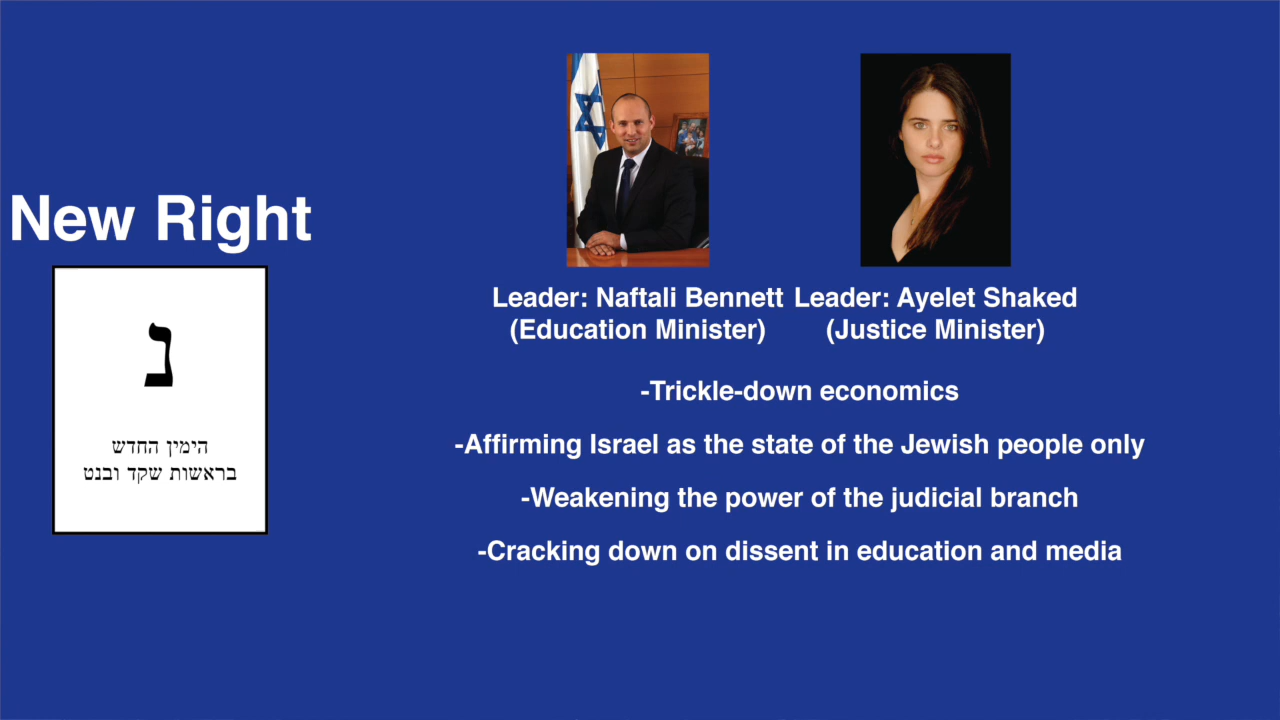 New Right
נ
הימין החדש
בראשות שקד ובנט
Leader: Naftali Bennett
(Education Minister)
Leader: Ayelet Shaked
(Justice Minister)
-Trickle-down economics
-Affirming Israel as the state of the Jewish people only
-Weakening the power of the judicial branch
-Cracking down on dissent in education and media